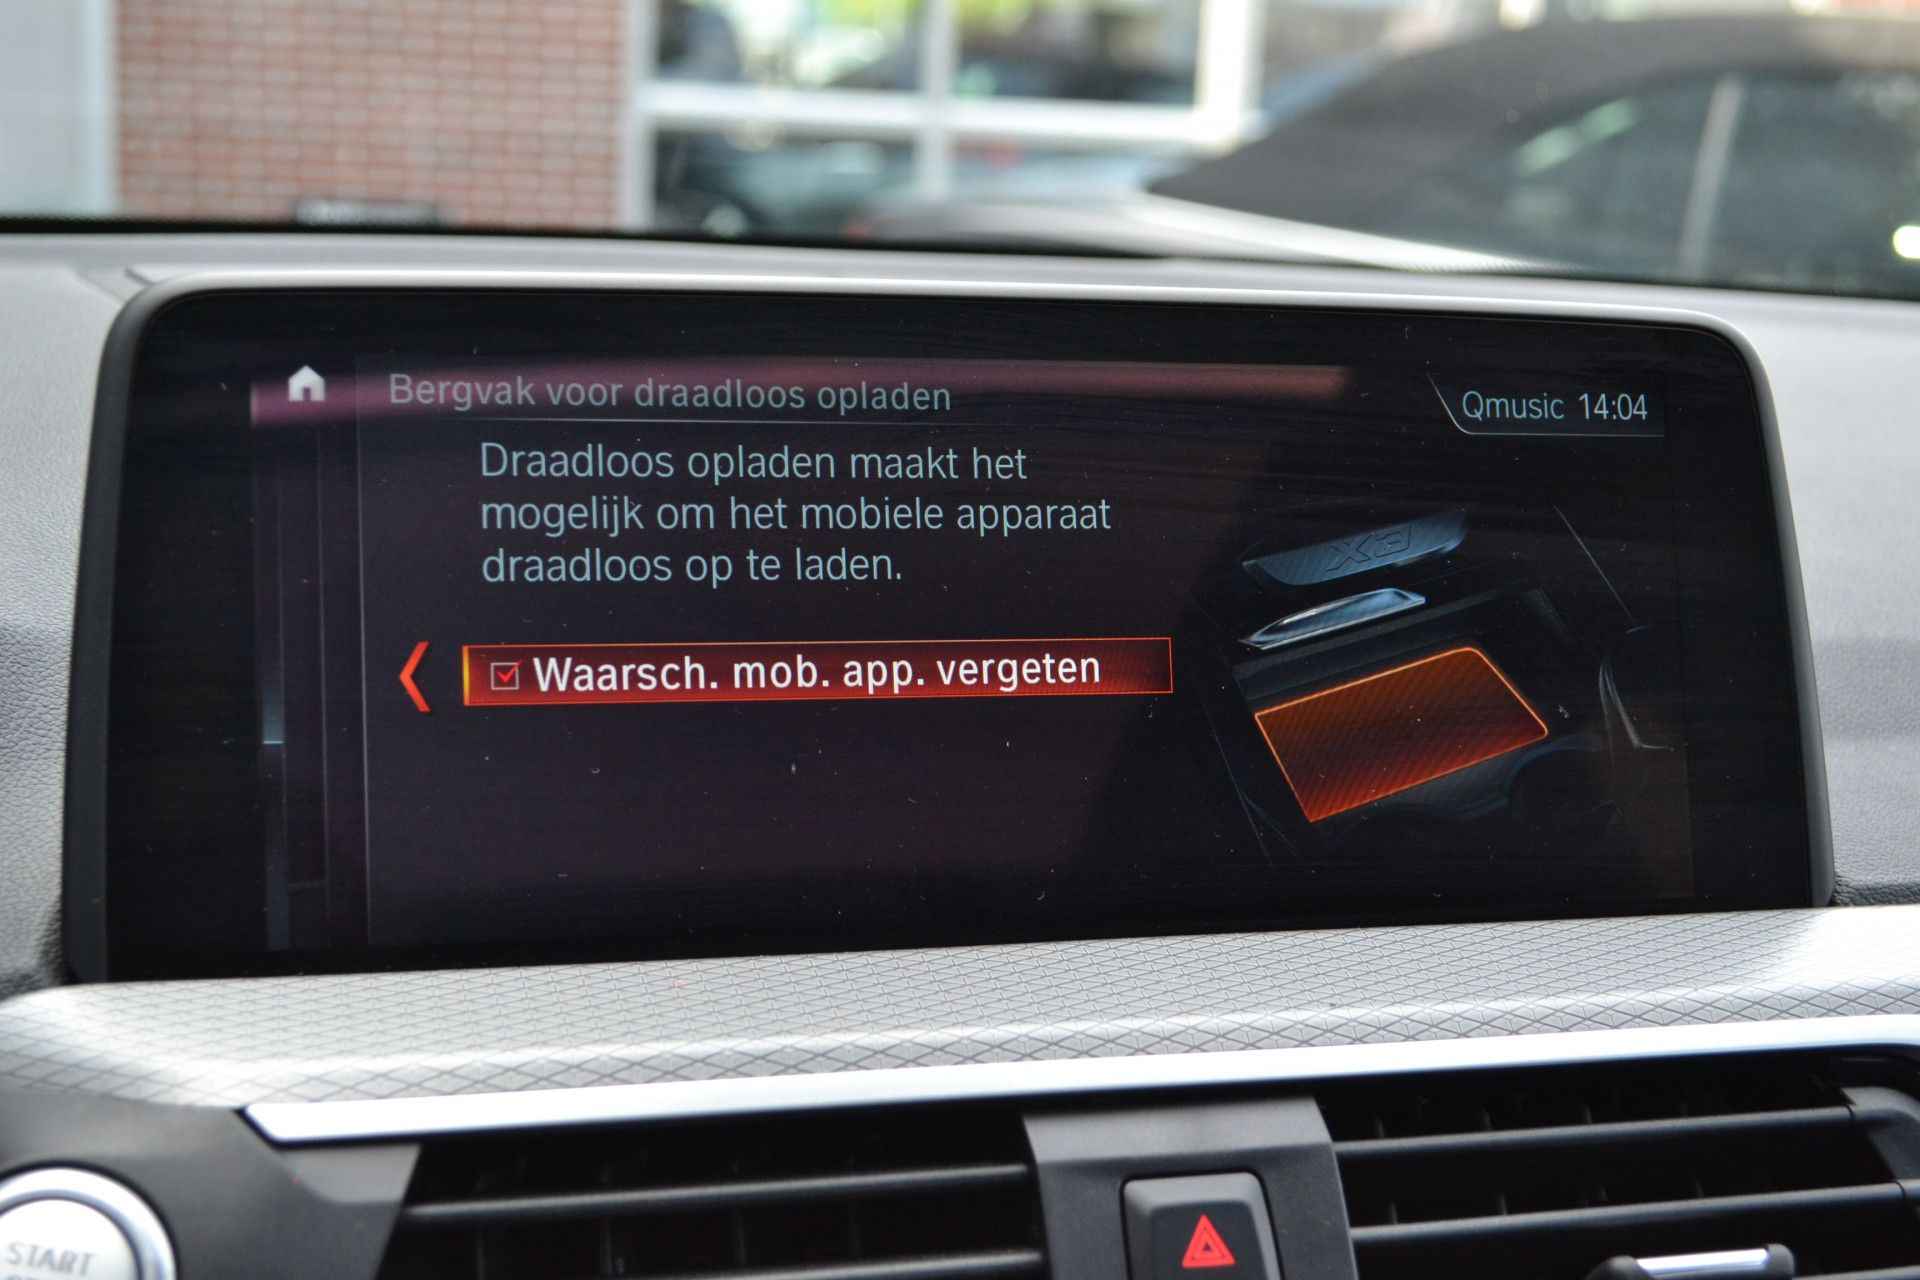 Bergvak voor draadloos opladen
Qmusic 14:04
Draadloos opladen maakt het
mogelijk om het mobiele apparaat
draadloos op te laden.
Waarsch. mob. app. vergeten
X3
START